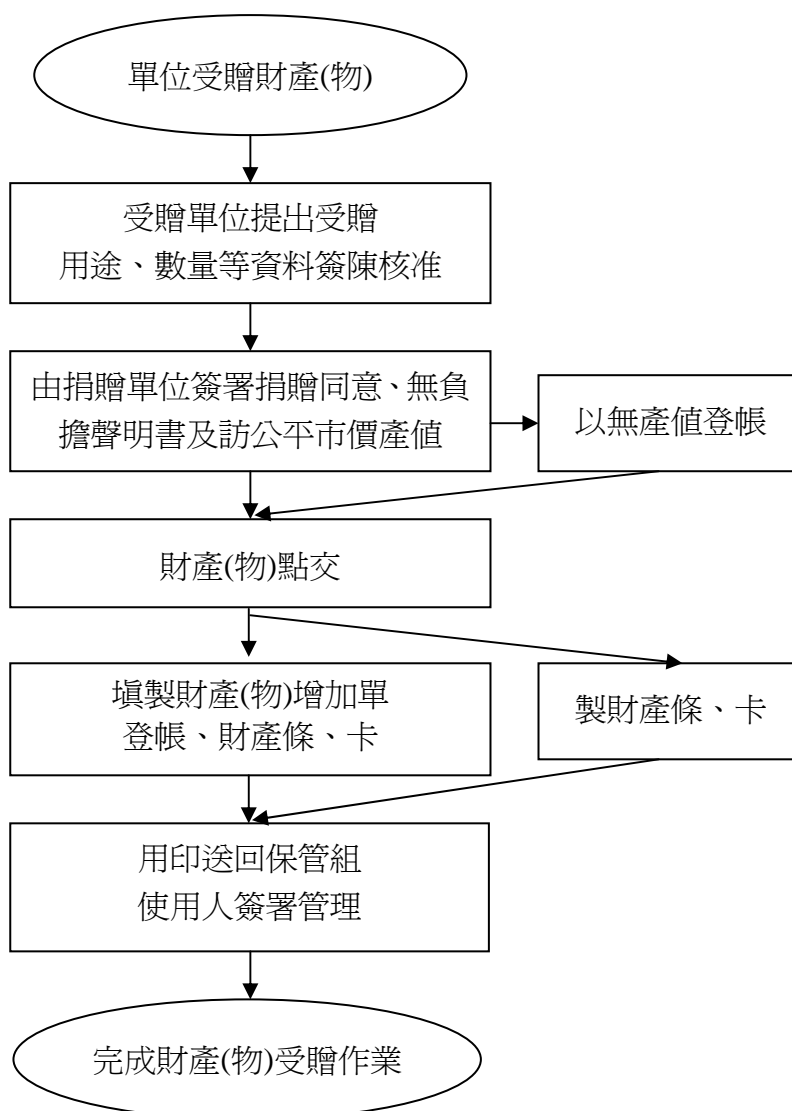 單位受贈財產(物)
受贈單位提出受贈
用途、數量等資料簽陳核准
由捐贈單位簽署捐贈同意、無負
擔聲明書及訪公平市價產值
以無產值登帳
財產(物)點交
填製財產(物)增加單
登帳、財產條、卡
製財產條、卡
用印送回保管組
使用人簽署管理
完成財產(物)受贈作業